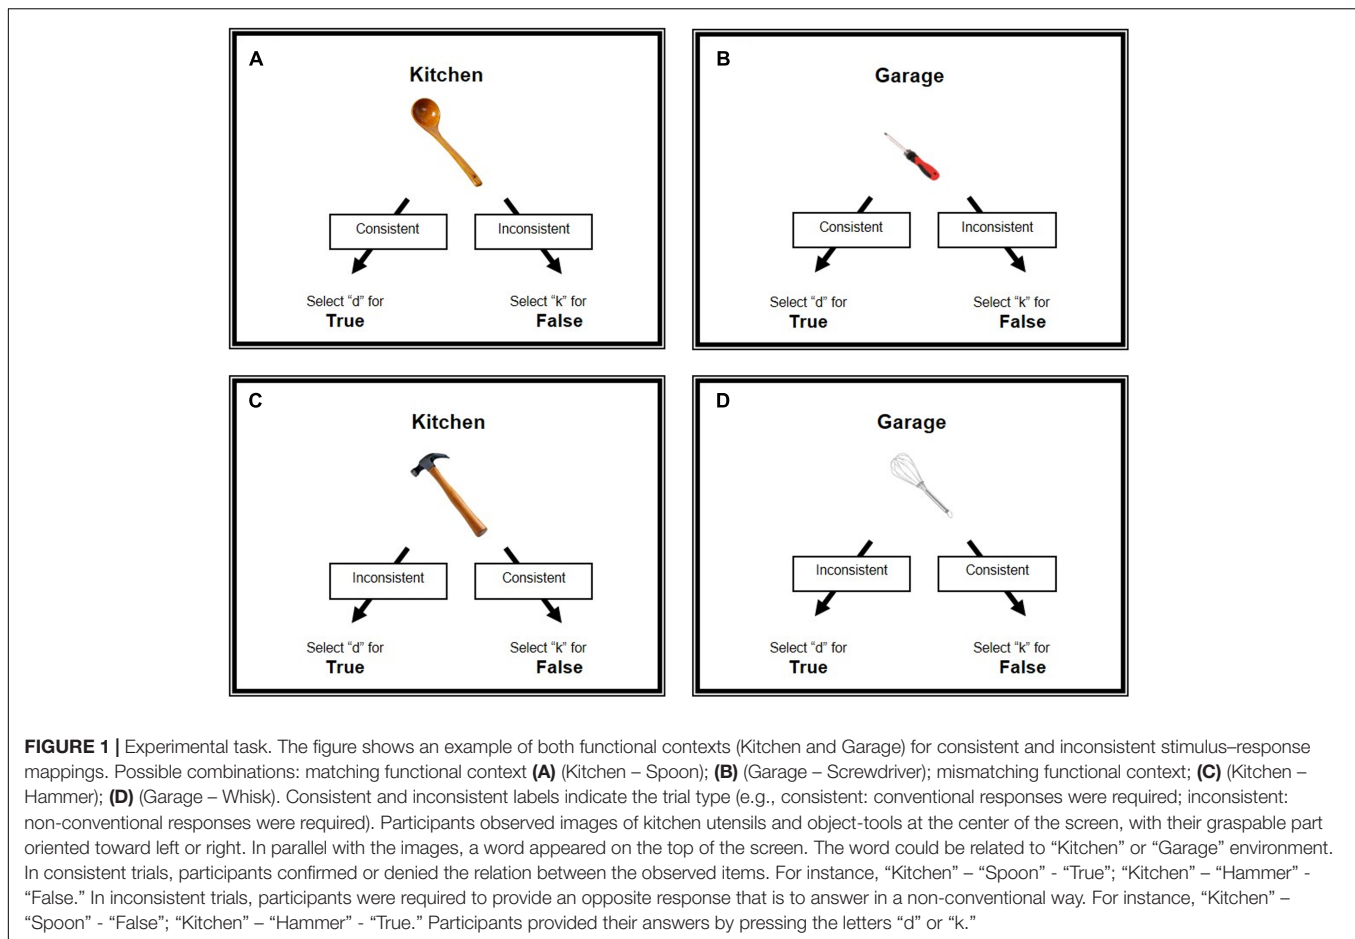 A
Kitchen
Consistent
Inconsistent
Select “d” for
True
Select “k” for
False
B
Garage
Consistent
Inconsistent
Select “d” for
True
Select “k” for
False
C
Kitchen
Inconsistent
Consistent
Select “d” for
True
Select “k” for
False
D
Garage
Inconsistent
Consistent
Select “d” for
True
Select “k” for
False
FIGURE 1 | Experimental task. The figure shows an example of both functional contexts (Kitchen and Garage) for consistent and inconsistent stimulus–response
mappings. Possible combinations: matching functional context (A) (Kitchen – Spoon); (B) (Garage – Screwdriver); mismatching functional context; (C) (Kitchen –
Hammer); (D) (Garage – Whisk). Consistent and inconsistent labels indicate the trial type (e.g., consistent: conventional responses were required; inconsistent:
non-conventional responses were required). Participants observed images of kitchen utensils and object-tools at the center of the screen, with their graspable part
oriented toward left or right. In parallel with the images, a word appeared on the top of the screen. The word could be related to “Kitchen” or “Garage” environment.
In consistent trials, participants confirmed or denied the relation between the observed items. For instance, “Kitchen” – “Spoon” - “True”; “Kitchen” – “Hammer” -
“False.” In inconsistent trials, participants were required to provide an opposite response that is to answer in a non-conventional way. For instance, “Kitchen” –
“Spoon” - “False”; “Kitchen” – “Hammer” - “True.” Participants provided their answers by pressing the letters “d” or “k.”